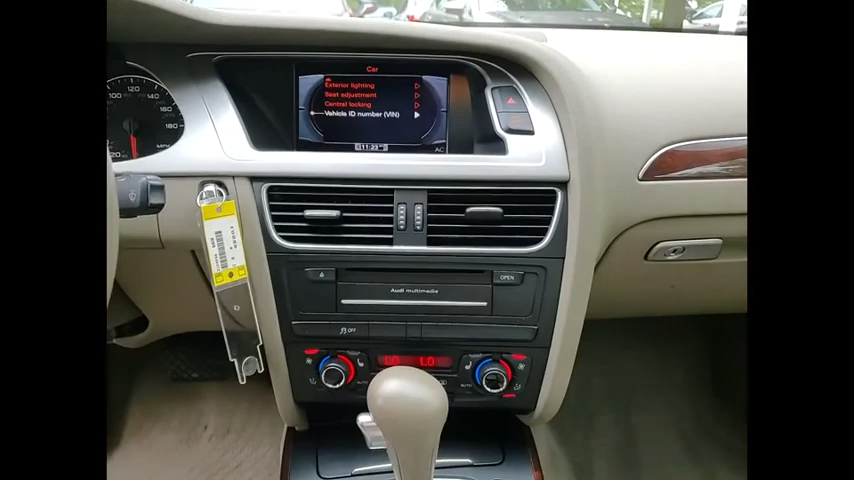 Car
Exterior lighting
Seat adjustment
Central locking
Vehicle ID number (VIN)
11:23
AC
100
120
140
160
180
MPH
Audi multimedia
OPEN
OFF
LO LO
AUTO
AUTO